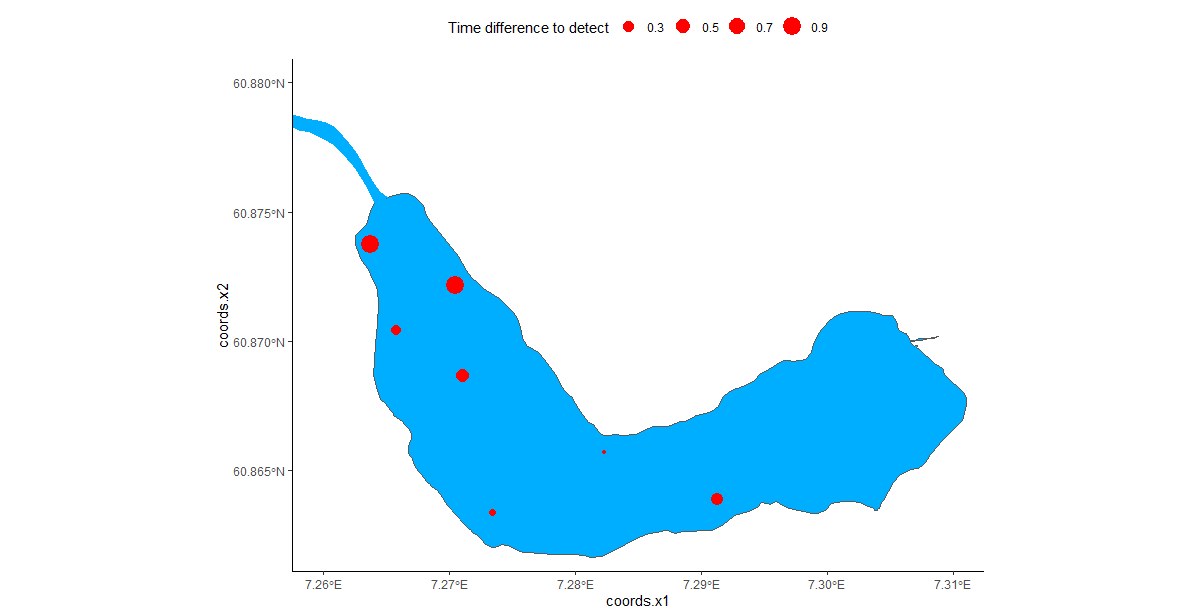 Time difference to detect 0.3 0.5 0.7 0.9
60.880°N
60.875°N
60.870°N
60.865°N
coords.x2
7.26°E 7.27°E 7.28°E 7.29°E 7.30°E 7.31°E
coords.x1